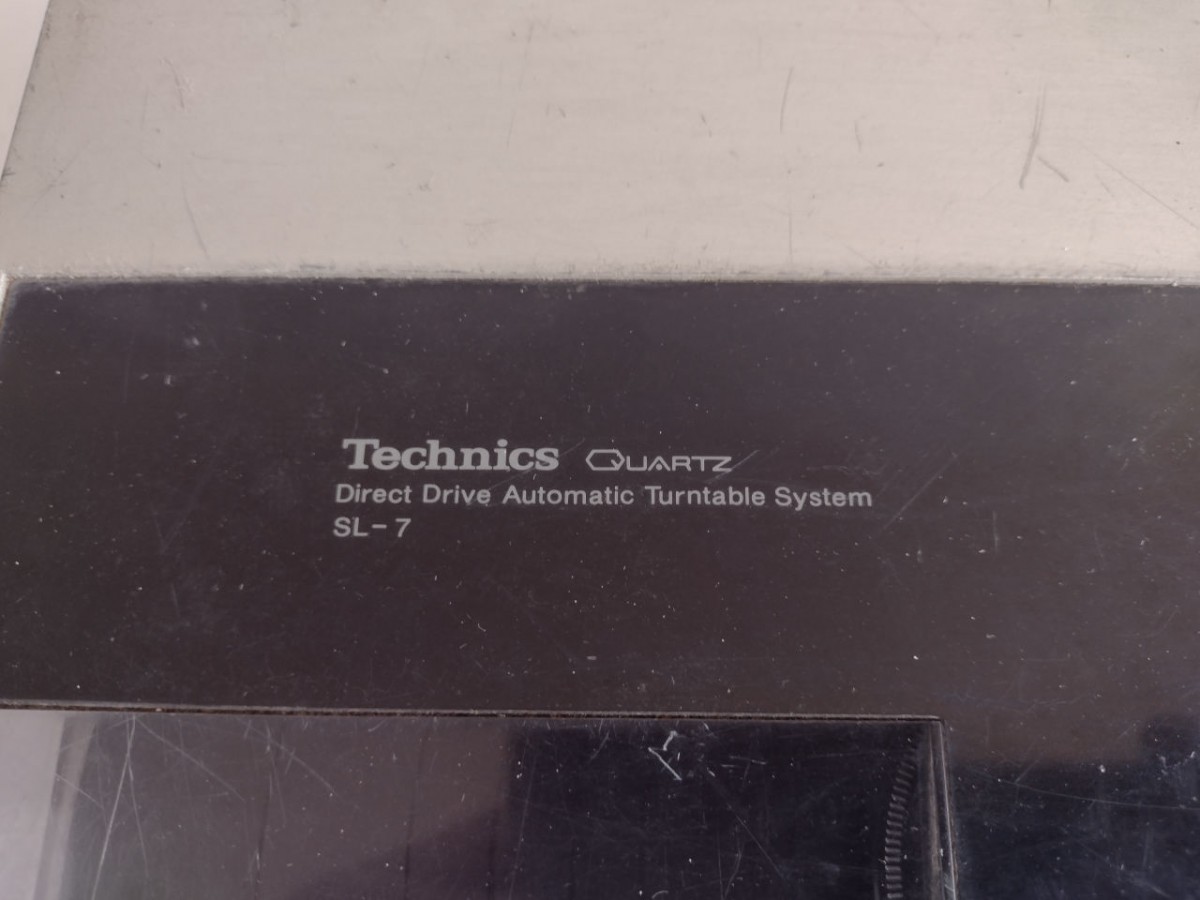 Technics QUARTZ
Direct Drive Automatic Turntable System
SL-7